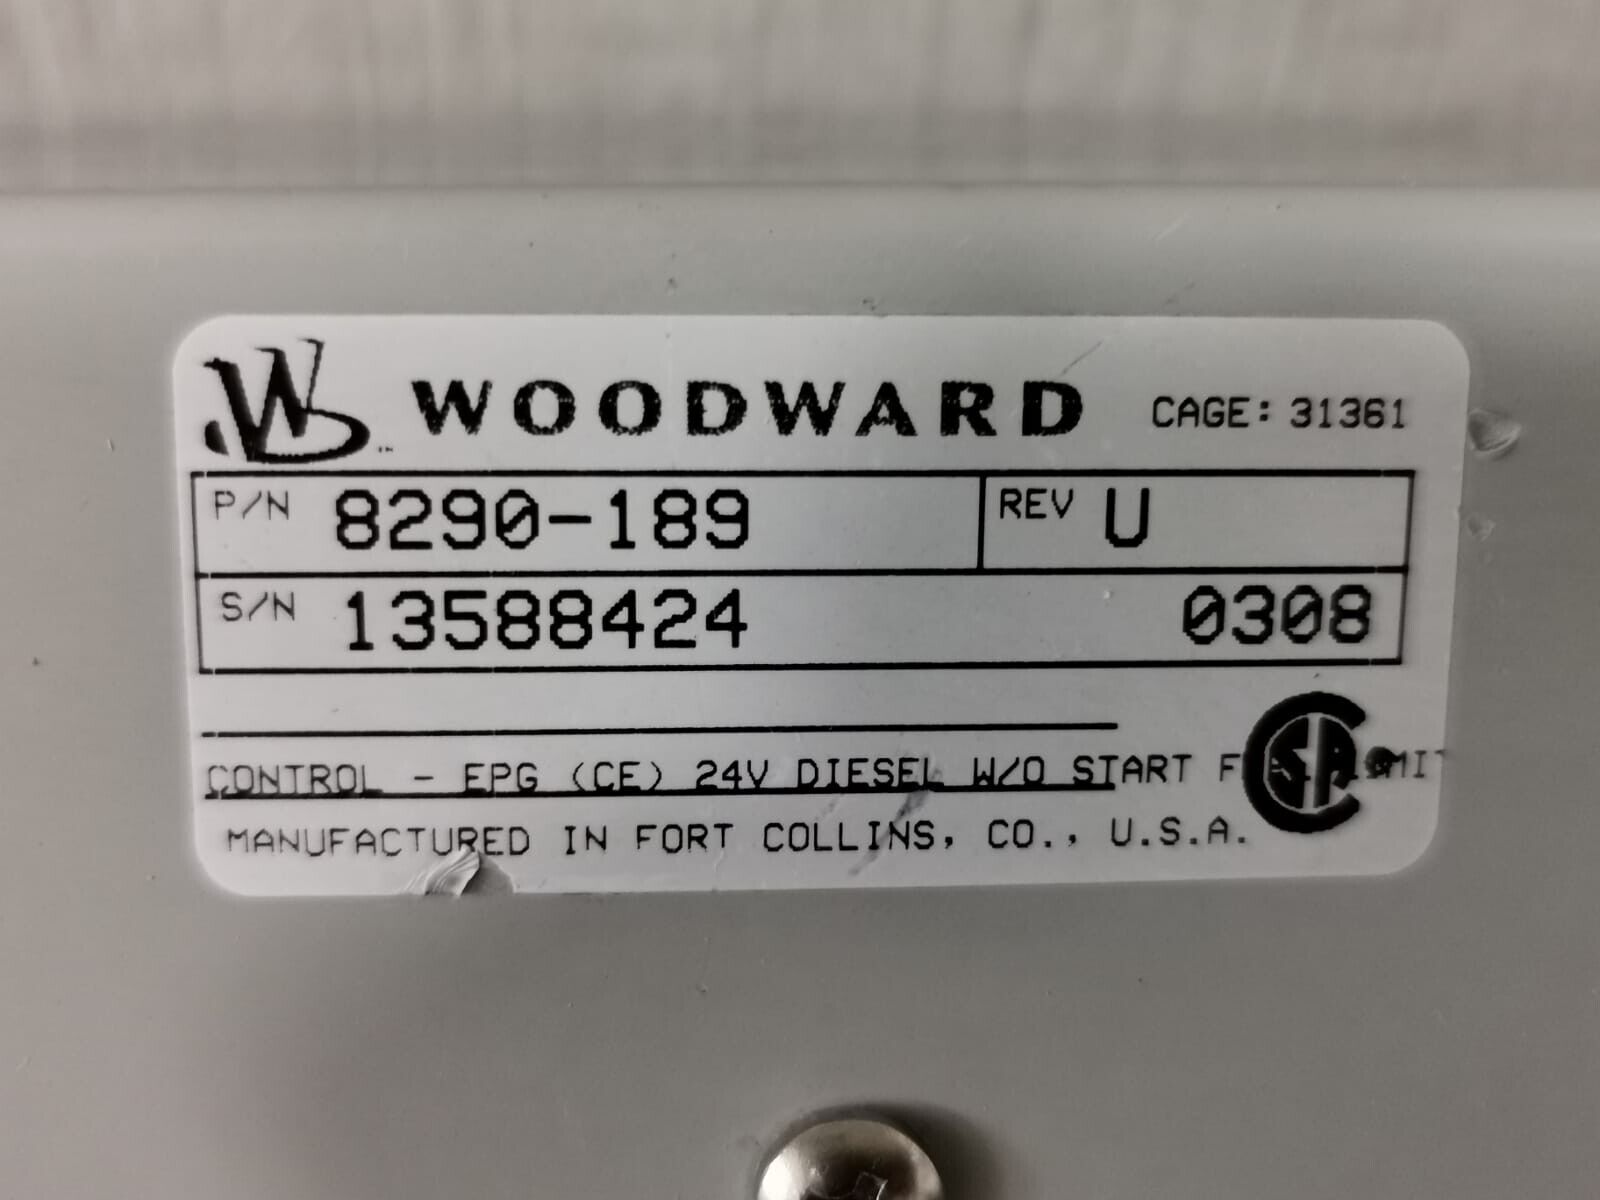 WOODWARD CAGE: 31361
P/N 8290-189 REV U
S/N 13588424 0308
CONTROL - EPG (CE) 24V DIESEL W/O START
MANUFACTURED IN FORT COLLINS, CO., U.S.A.